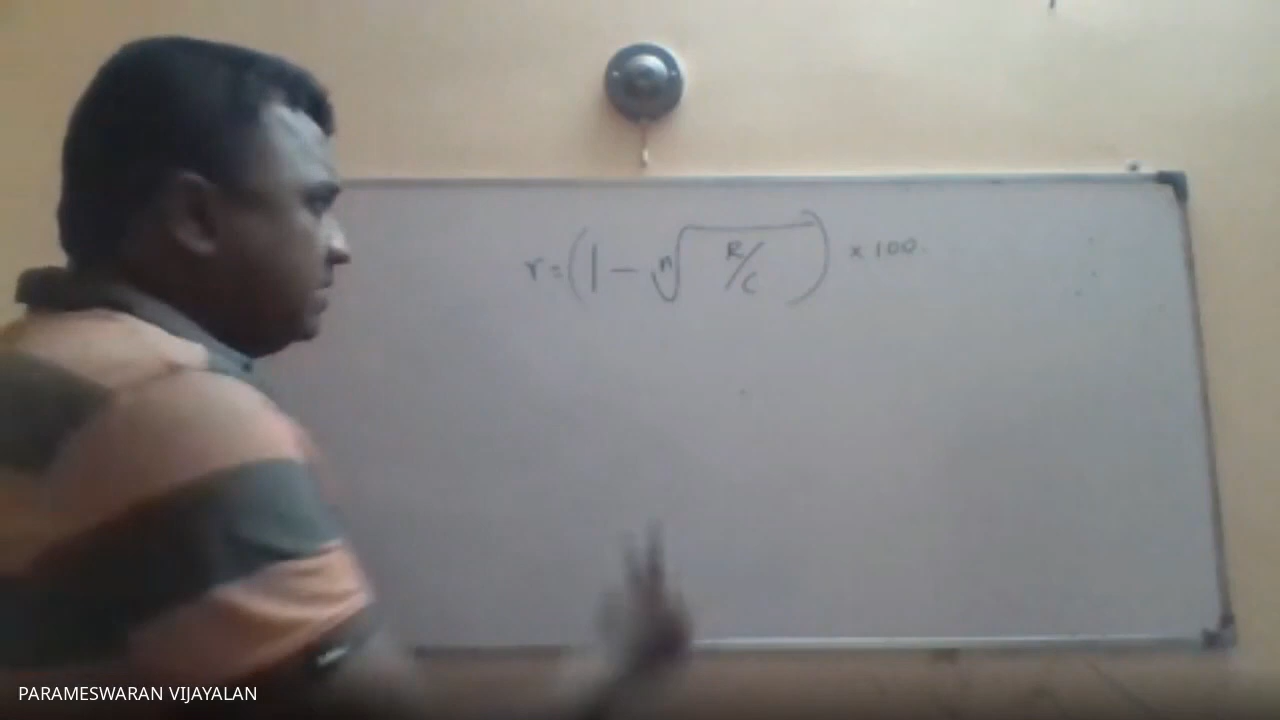 r = (1 - ⁿ√(R/C)) × 100.
PARAMESWARAN VIJAYALAN